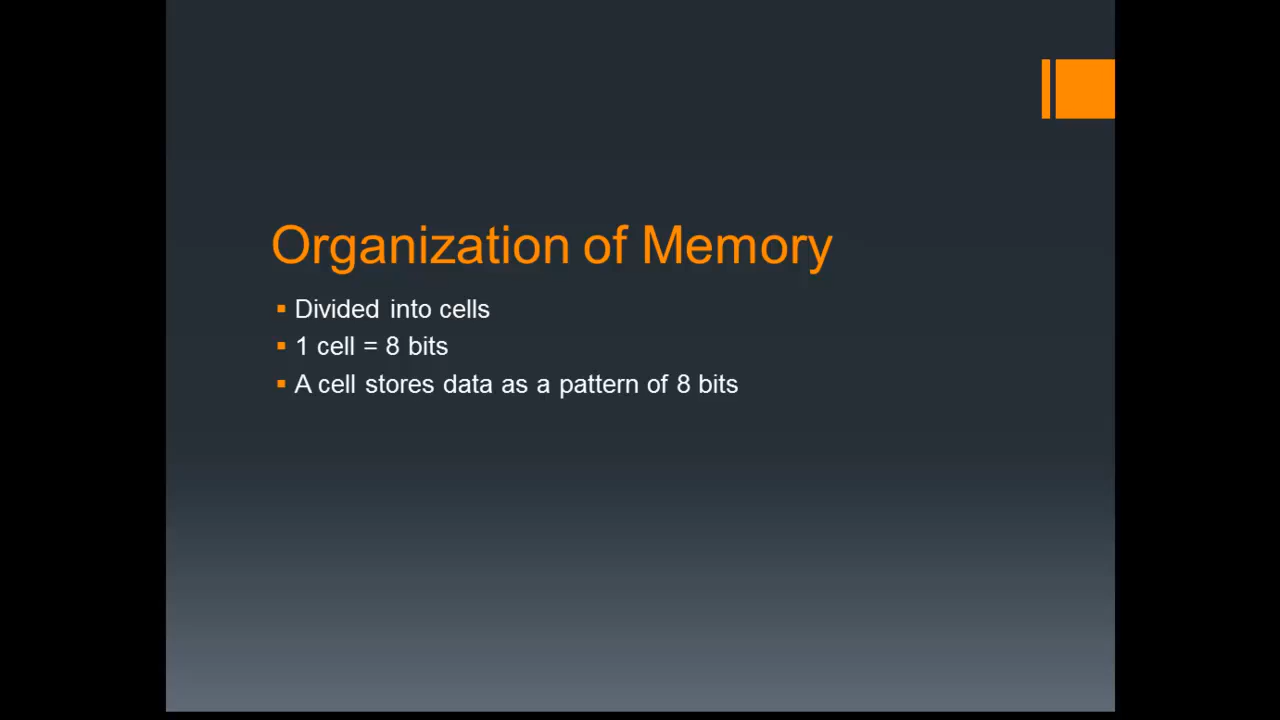 Organization of Memory
Divided into cells
1 cell = 8 bits
A cell stores data as a pattern of 8 bits